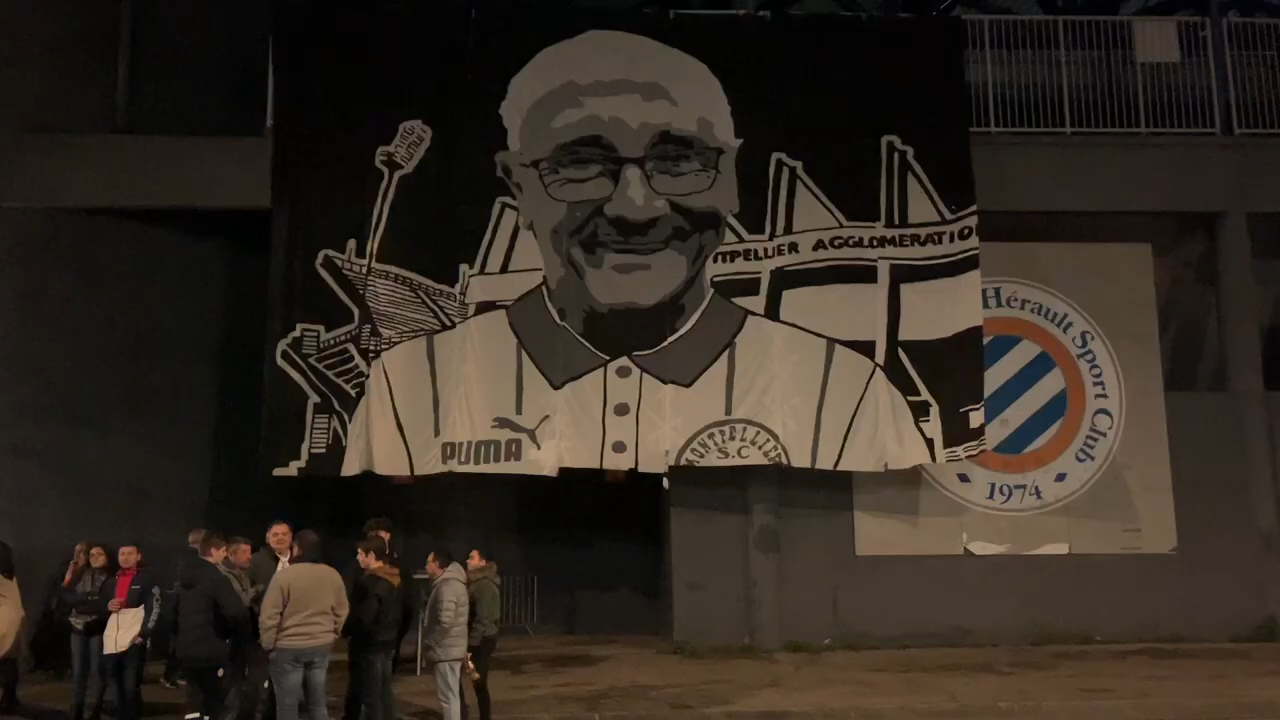 TPELLIER AGGLOMERATIO
PUMA
MONTPELLIER
S.C
Hérault Sport Club
1974